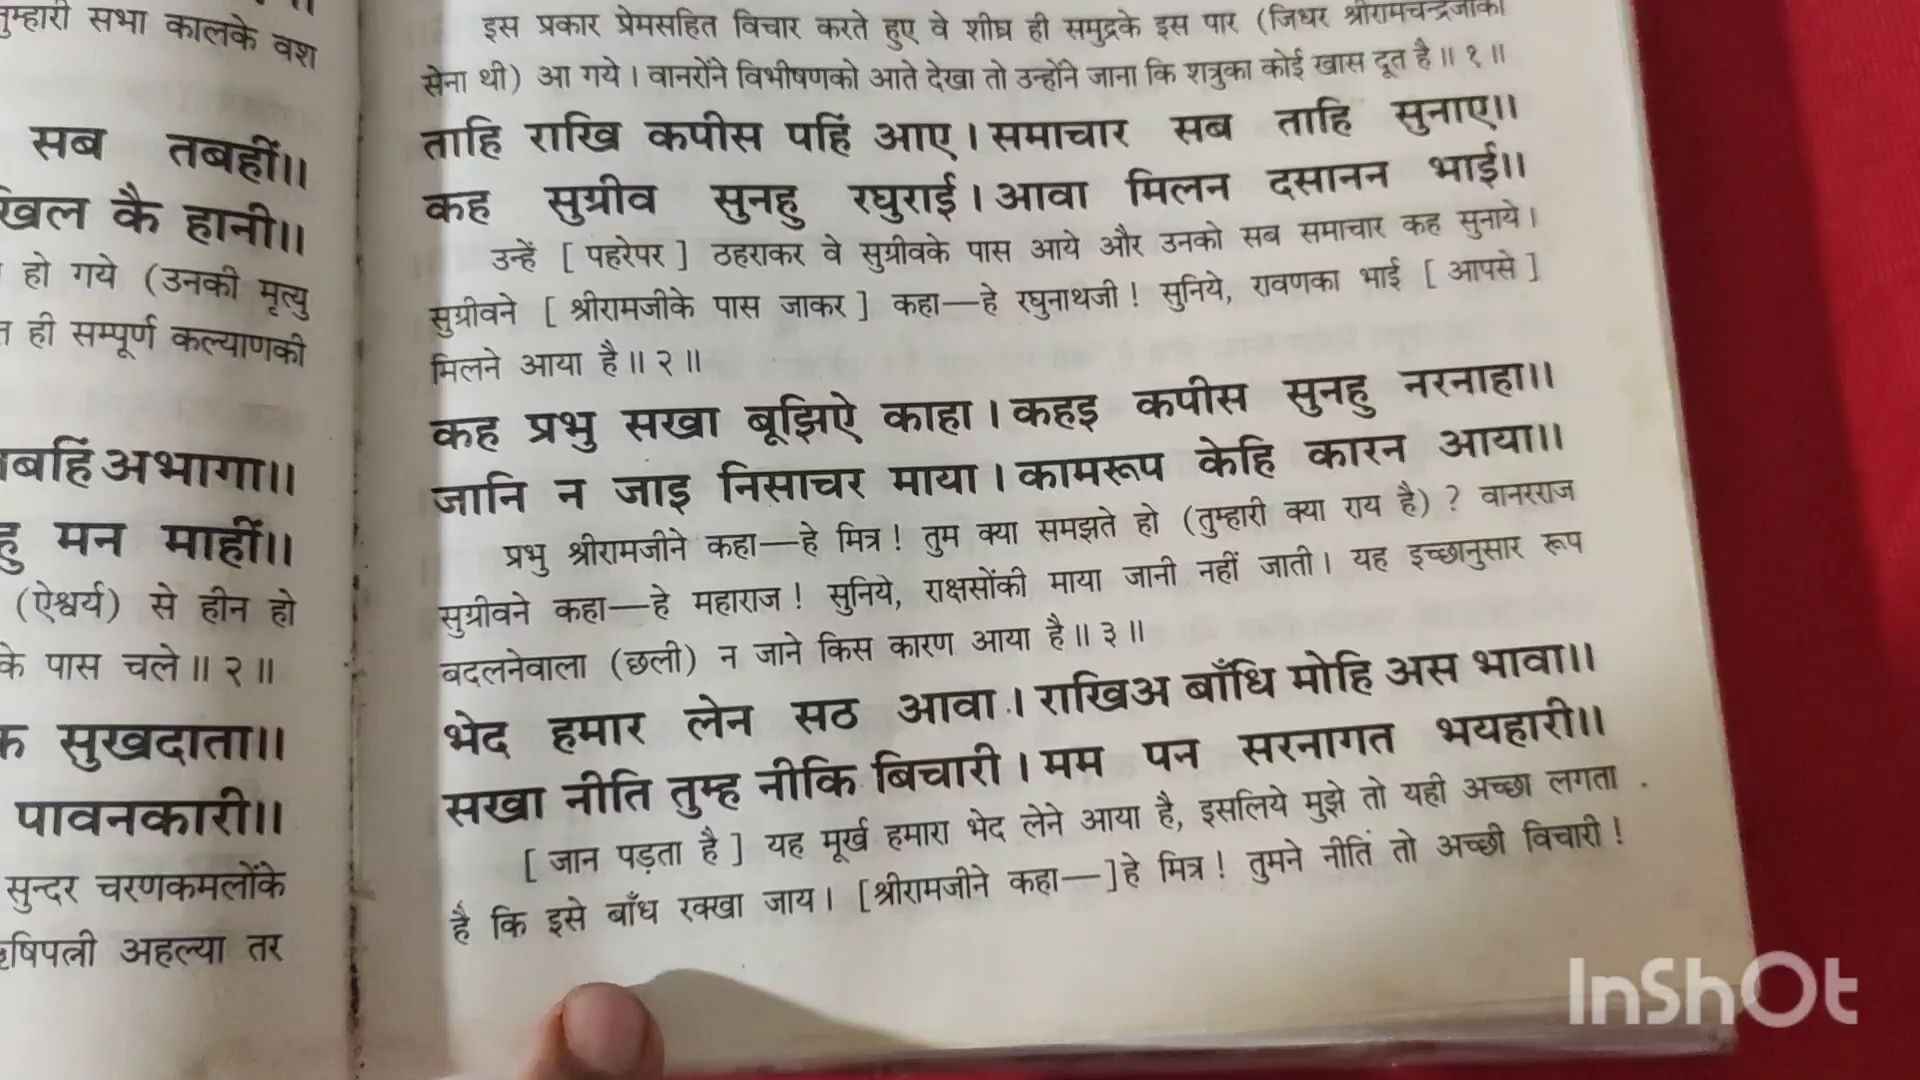 तुम्हारी सभा कालके वश
सब तबहीं॥
कै हानी॥
हो गये (उनकी मृत्यु
ही सम्पूर्ण कल्याणकी
अभागा॥
मन माहीं॥
(ऐश्वर्य) से हीन हो
के पास चले॥ २॥
सुखदाता॥
पावनकारी॥
सुन्दर चरणकमलोंके
अहल्या तर
इस प्रकार प्रेमसहित विचार करते हुए वे शीघ्र ही समुद्रके इस पार (जिधर श्रीरामचन्द्रजीकी
सेना थी) आ गये। वानरोंने विभीषणको आते देखा तो उन्होंने जाना कि शत्रुका कोई खास दूत है॥ १॥
ताहि राखि कपीस पहिं आए। समाचार सब ताहि सुनाए॥
कह सुग्रीव सुनहु रघुराई। आवा मिलन दसानन भाई॥
उन्हें [ पहरेपर ] ठहराकर वे सुग्रीवके पास आये और उनको सब समाचार कह सुनाये।
सुग्रीवने [ श्रीरामजीके पास जाकर ] कहा—हे रघुनाथजी! सुनिये, रावणका भाई [ आपसे ]
मिलने आया है॥ २॥
कह प्रभु सखा बूझिऐ काहा। कहइ कपीस सुनहु नरनाहा॥
जानि न जाइ निसाचर माया। कामरूप केहि कारन आया॥
प्रभु श्रीरामजीने कहा—हे मित्र! तुम क्या समझते हो (तुम्हारी क्या राय है)? वानरराज
सुग्रीवने कहा—हे महाराज! सुनिये, राक्षसोंकी माया जानी नहीं जाती। यह इच्छानुसार रूप
बदलनेवाला (छली) न जाने किस कारण आया है॥ ३॥
भेद हमार लेन सठ आवा। राखिअ बाँधि मोहि अस भावा॥
सखा नीति तुम्ह नीकि बिचारी। मम पन सरनागत भयहारी॥
[ जान पड़ता है ] यह मूर्ख हमारा भेद लेने आया है, इसलिये मुझे तो यही अच्छा लगता
है कि इसे बाँध रक्खा जाय। [श्रीरामजीने कहा—]हे मित्र! तुमने नीति तो अच्छी विचारी!
InShOt